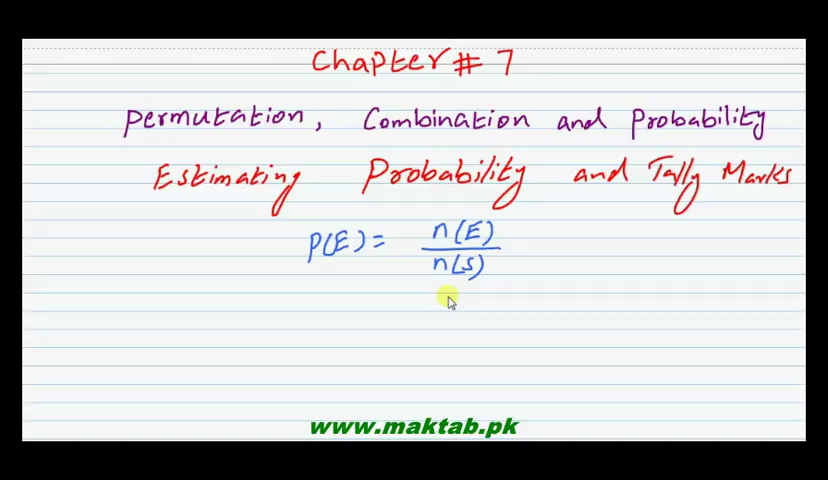 Chapter # 7
Permutation, Combination and Probability
Estimating Probability and Tally Marks
P(E) = n(E) / n(S)
www.maktab.pk